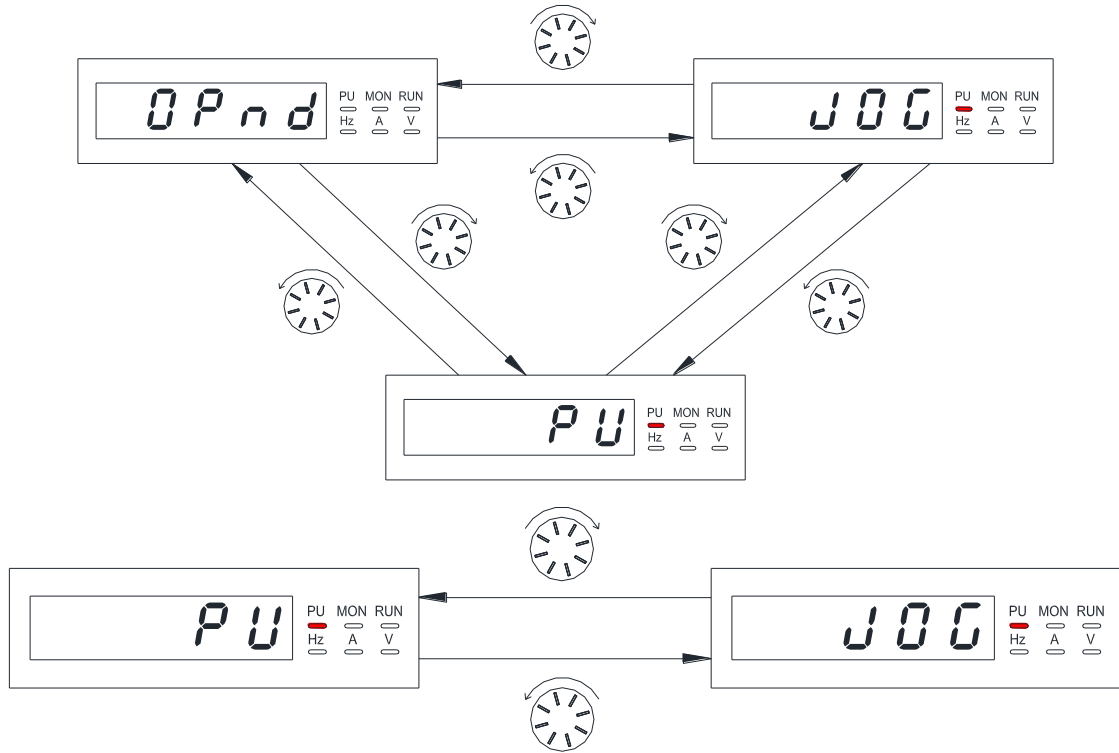 PU MON RUN PU MON RUN
OPnd JOG
Hz A V Hz A V
PU MON RUN
PU
Hz A V
PU MON RUN PU MON RUN
PU JOG
Hz A V Hz A V